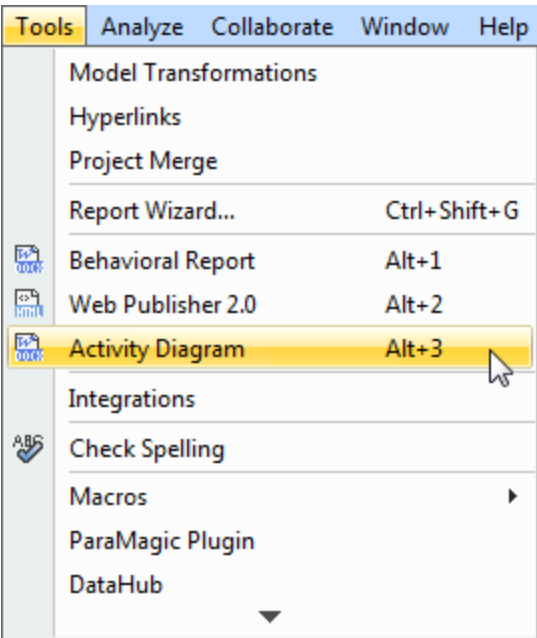 Tools Analyze Collaborate Window Help
Model Transformations
Hyperlinks
Project Merge
Report Wizard... Ctrl+Shift+G
Behavioral Report Alt+1
Web Publisher 2.0 Alt+2
Activity Diagram Alt+3
Integrations
Check Spelling
Macros
ParaMagic Plugin
DataHub